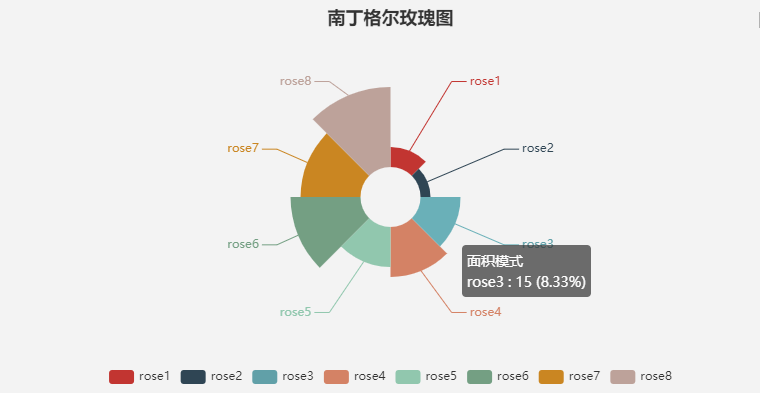 南丁格尔玫瑰图
rose8
rose1
rose7
rose2
rose6
rose3
面积模式
rose3 : 15 (8.33%)
rose5
rose4
rose1 rose2 rose3 rose4 rose5 rose6 rose7 rose8